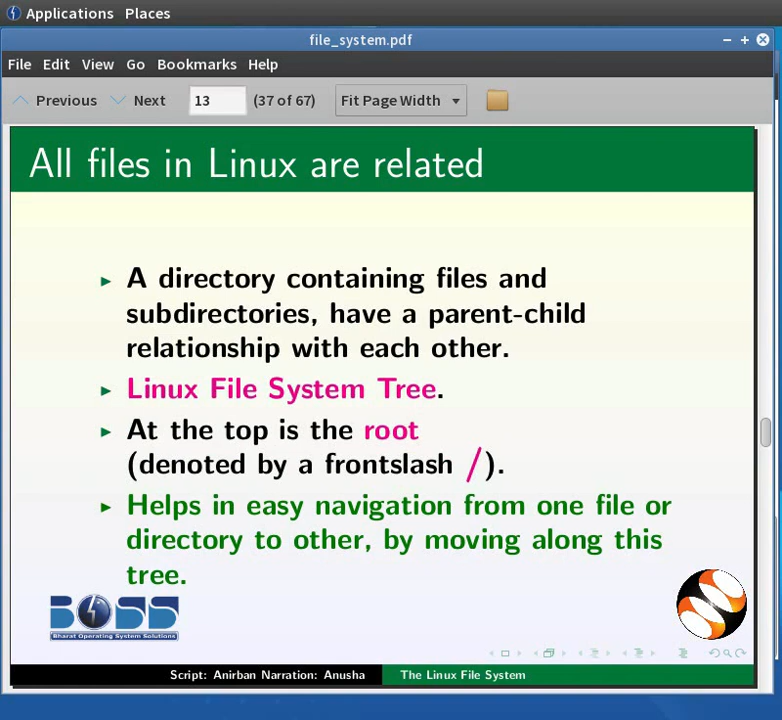 Applications Places
file_system.pdf
File Edit View Go Bookmarks Help
Previous Next 13 (37 of 67) Fit Page Width
All files in Linux are related
A directory containing files and
subdirectories, have a parent-child
relationship with each other.
Linux File System Tree.
At the top is the root
(denoted by a frontslash /).
Helps in easy navigation from one file or
directory to other, by moving along this
tree.
BOSS
Bharat Operating System Solutions
Script: Anirban Narration: Anusha The Linux File System